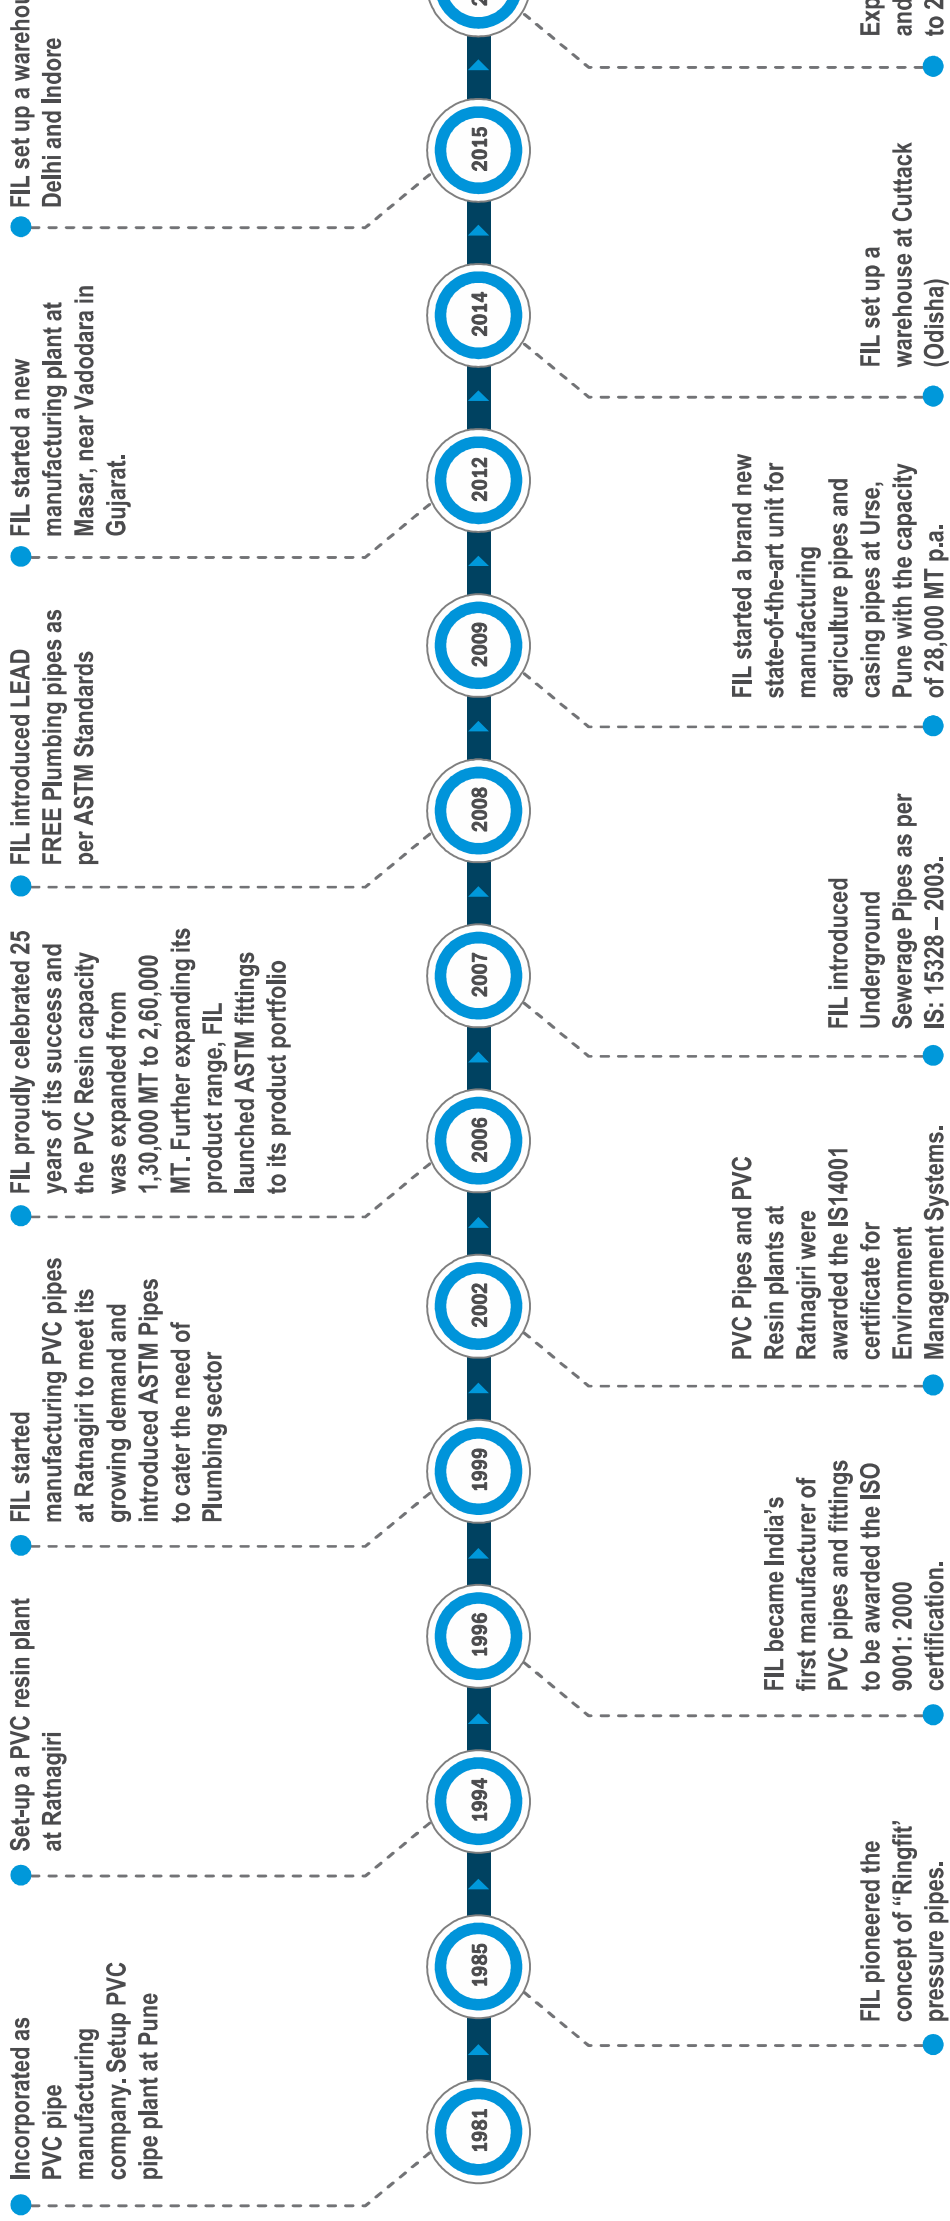 Incorporated as
PVC pipe
manufacturing
company. Setup PVC
pipe plant at Pune
1981
FIL pioneered the
concept of “Ringfit’
pressure pipes.
1985
Set-up a PVC resin plant
at Ratnagiri
1994
FIL became India’s
first manufacturer of
PVC pipes and fittings
to be awarded the ISO
9001: 2000
certification.
1996
FIL started
manufacturing PVC pipes
at Ratnagiri to meet its
growing demand and
introduced ASTM Pipes
to cater the need of
Plumbing sector
1999
PVC Pipes and PVC
Resin plants at
Ratnagiri were
awarded the IS14001
certificate for
Environment
Management Systems.
2002
FIL proudly celebrated 25
years of its success and
the PVC Resin capacity
was expanded from
1,30,000 MT to 2,60,000
MT. Further expanding its
product range, FIL
launched ASTM fittings
to its product portfolio
2006
FIL introduced
Underground
Sewerage Pipes as per
IS: 15328 – 2003.
2007
FIL introduced LEAD
FREE Plumbing pipes as
per ASTM Standards
2008
FIL started a brand new
state-of-the-art unit for
manufacturing
agriculture pipes and
casing pipes at Urse,
Pune with the capacity
of 28,000 MT p.a.
2009
FIL started a new
manufacturing plant at
Masar, near Vadodara in
Gujarat.
2012
FIL set up a
warehouse at Cuttack
(Odisha)
2014
FIL set up a
Delhi and Indore
2015
and
to